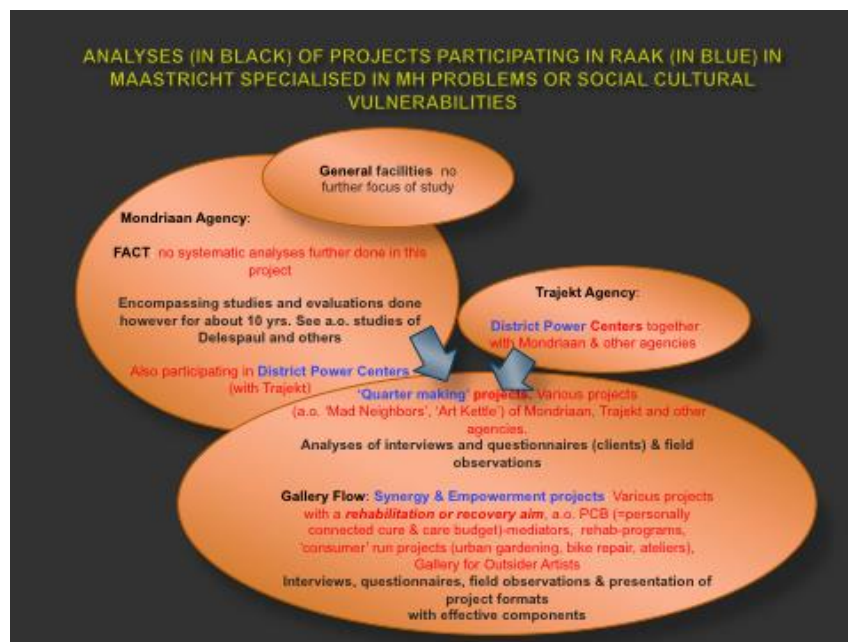 ANALYSES (IN BLACK) OF PROJECTS PARTICIPATING IN RAAK (IN BLUE) IN
MAASTRICHT SPECIALISED IN MH PROBLEMS OR SOCIAL CULTURAL
VULNERABILITIES
General facilities no
further focus of study
Mondriaan Agency:
FACT no systematic analyses further done in this
project
Encompassing studies and evaluations done
however for about 10 yrs. See a.o. studies of
Delespaul and others
Also participating in District Power Centers
(with Trajekt)
Trajekt Agency:
District Power Centers together
with Mondriaan & other agencies
'Quarter making' projects, Various projects
(a.o. 'Mad Neighbors', 'Art Kettle') of Mondriaan, Trajekt and other
agencies.
Analyses of interviews and questionnaires (clients) & field
observations
Gallery Flow: Synergy & Empowerment projects Various projects
with a rehabilitation or recovery aim, a.o. PCB (=personally
connected cure & care budget)-mediators, rehab-programs,
'consumer' run projects (urban gardening, bike repair, ateliers),
Gallery for Outsider Artists
Interviews, questionnaires, field observations & presentation of
project formats
with effective components